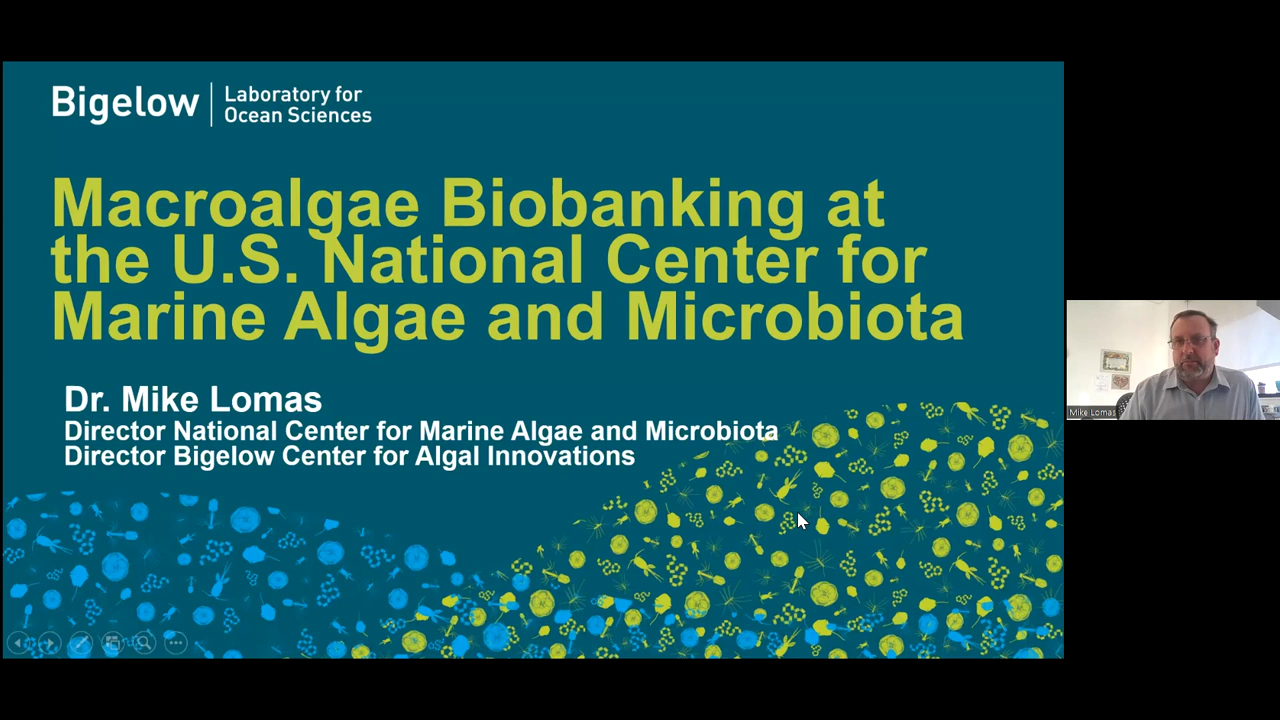 Bigelow
Laboratory for
Ocean Sciences
Macroalgae Biobanking at
the U.S. National Center for
Marine Algae and Microbiota
Dr. Mike Lomas
Director National Center for Marine Algae and Microbiota
Director Bigelow Center for Algal Innovations
Mike Lomas